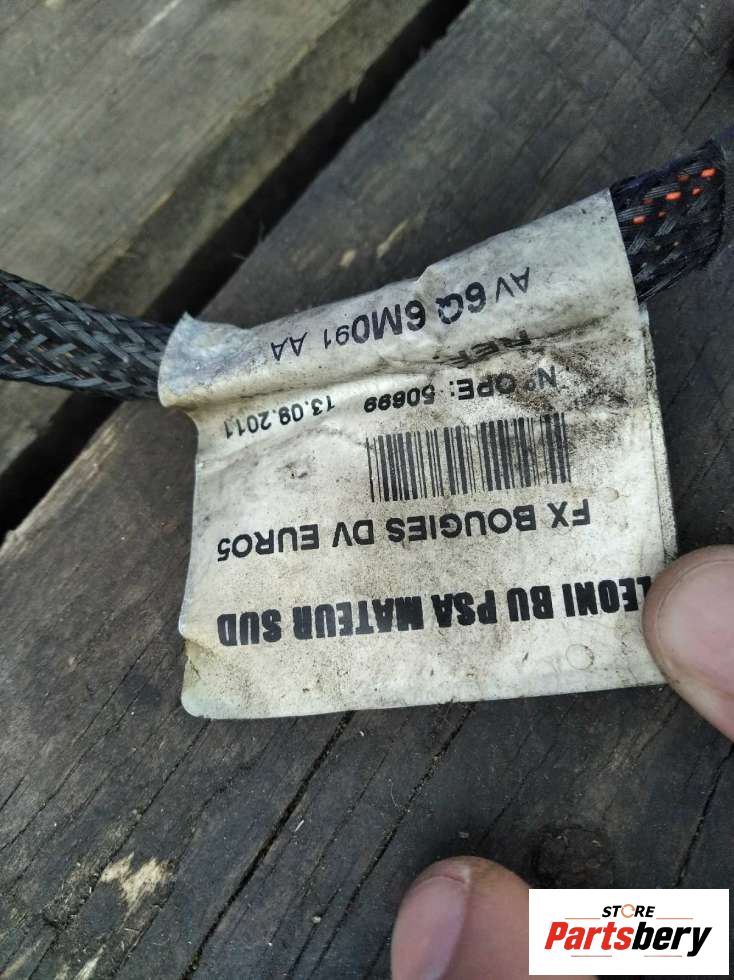 LEONI BU PSA MATEUR SUD
FX BOUGIES DV EURO5
N° OPE: 50699 13.09.2011
REF:
AV 6Q 6M091 AA
STORE
Partsbery